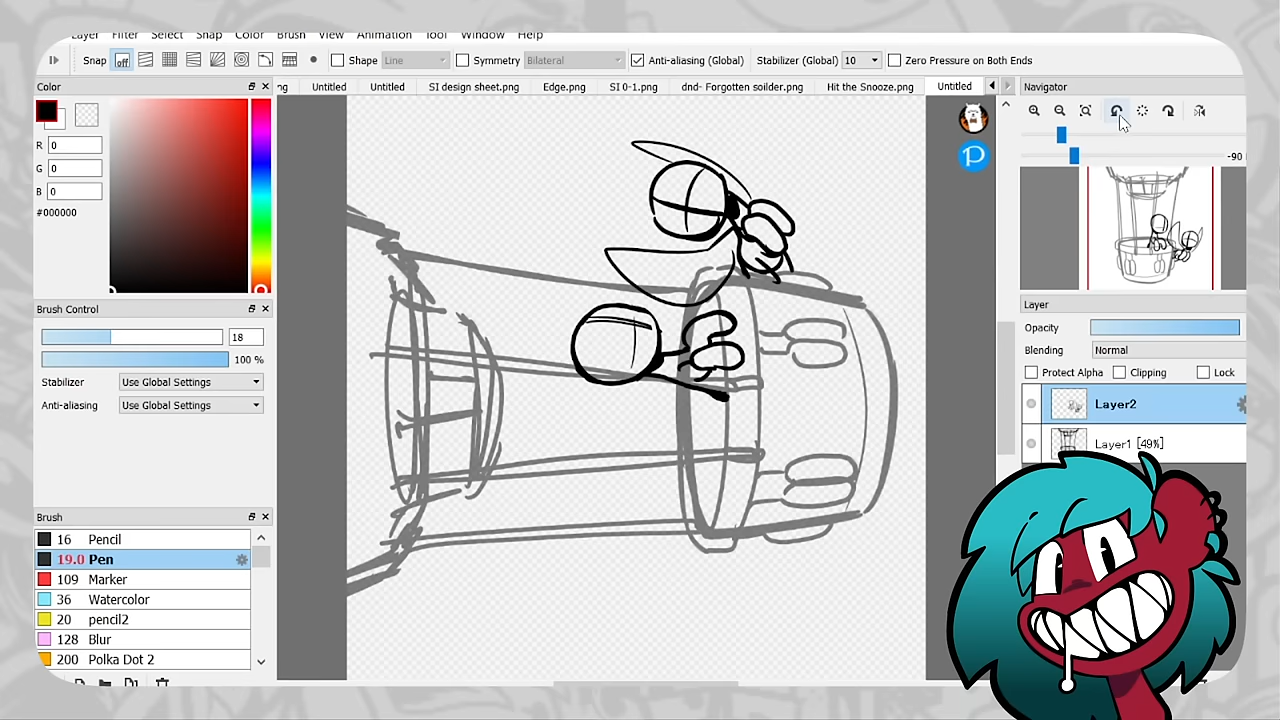 Layer Filter Select Snap Color Brush View Animation Tool Window Help
Snap off Shape Line Symmetry Bilateral Anti-aliasing (Global) Stabilizer (Global) 10 Zero Pressure on Both Ends
Color
ng Untitled Untitled SI design sheet.png Edge.png SI 0-1.png dnd- Forgotten soilder.png Hit the Snooze.png Untitled
Navigator
R 0
G 0
B 0
#000000
-90
Brush Control
18
100 %
Stabilizer Use Global Settings
Anti-aliasing Use Global Settings
Layer
Opacity
Blending Normal
Protect Alpha Clipping Lock
Layer2
Layer1 [49%]
Brush
16 Pencil
19.0 Pen
109 Marker
36 Watercolor
20 pencil2
128 Blur
200 Polka Dot 2